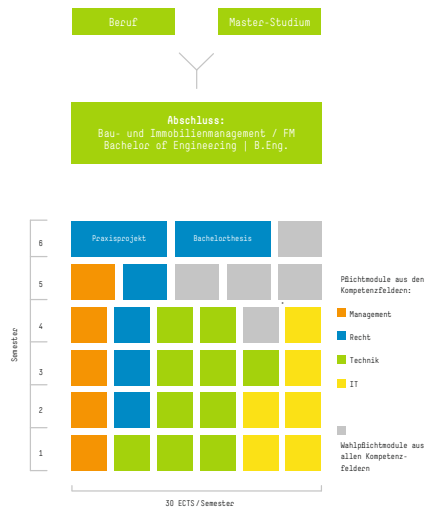 Beruf
Master-Studium
Abschluss:
Bau- und Immobilienmanagement / FM
Bachelor of Engineering | B.Eng.
Semester
6
Praxisprojekt
Bachelorthesis
5
4
3
2
1
30 ECTS/Semester
Pflichtmodule aus den
Kompetenzfeldern:
Management
Recht
Technik
IT
Wahlpflichtmodule aus
allen Kompetenz-
feldern